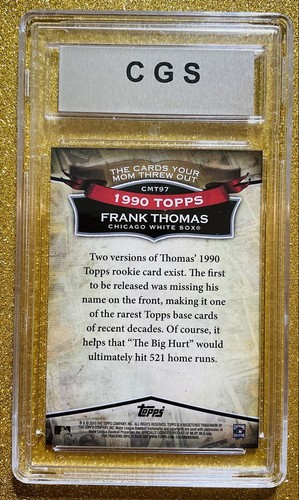 CGS
THE CARDS YOUR
MOM THREW OUT
CMT97
1990 TOPPS
FRANK THOMAS
CHICAGO WHITE SOX®
Two versions of Thomas' 1990
Topps rookie card exist. The first
to be released was missing his
name on the front, making it one
of the rarest Topps base cards
of recent decades. Of course, it
helps that “The Big Hurt” would
ultimately hit 521 home runs.
Topps